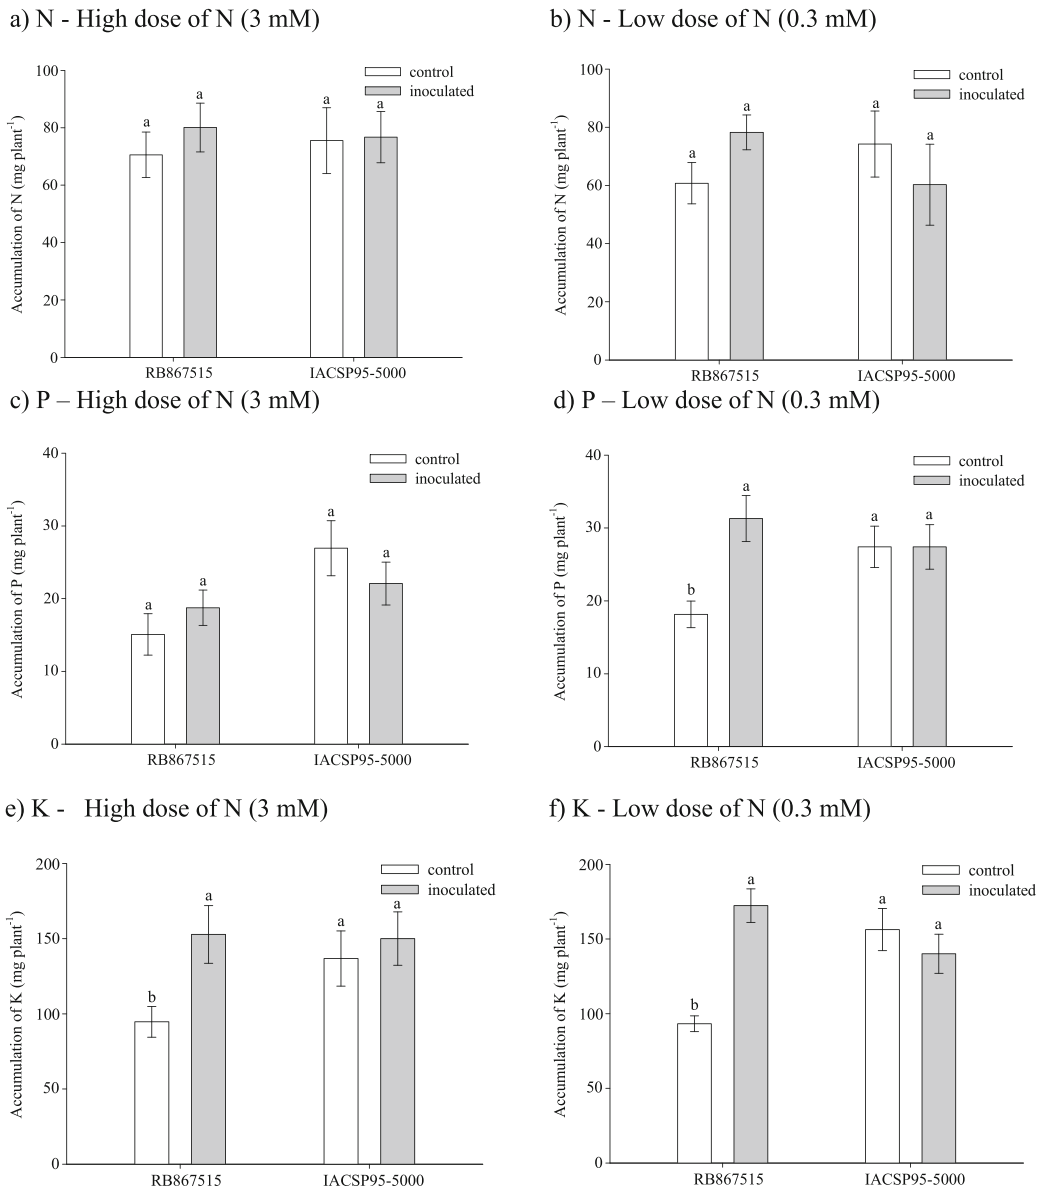 a) N - High dose of N (3 mM)
control
inoculated
Accumulation of N (mg plant-1)
100
80
60
40
20
0
a
a
a
a
RB867515
IACSP95-5000
b) N - Low dose of N (0.3 mM)
control
inoculated
Accumulation of N (mg plant-1)
100
80
60
40
20
0
a
a
a
a
RB867515
IACSP95-5000
c) P – High dose of N (3 mM)
control
inoculated
Accumulation of P (mg plant-1)
40
30
20
10
0
a
a
a
a
RB867515
IACSP95-5000
d) P – Low dose of N (0.3 mM)
control
inoculated
Accumulation of P (mg plant-1)
40
30
20
10
0
b
a
a
a
RB867515
IACSP95-5000
e) K - High dose of N (3 mM)
control
inoculated
Accumulation of K (mg plant-1)
200
150
100
50
0
b
a
a
a
RB867515
IACSP95-5000
f) K - Low dose of N (0.3 mM)
control
inoculated
Accumulation of K (mg plant-1)
200
150
100
50
0
b
a
a
a
RB867515
IACSP95-5000